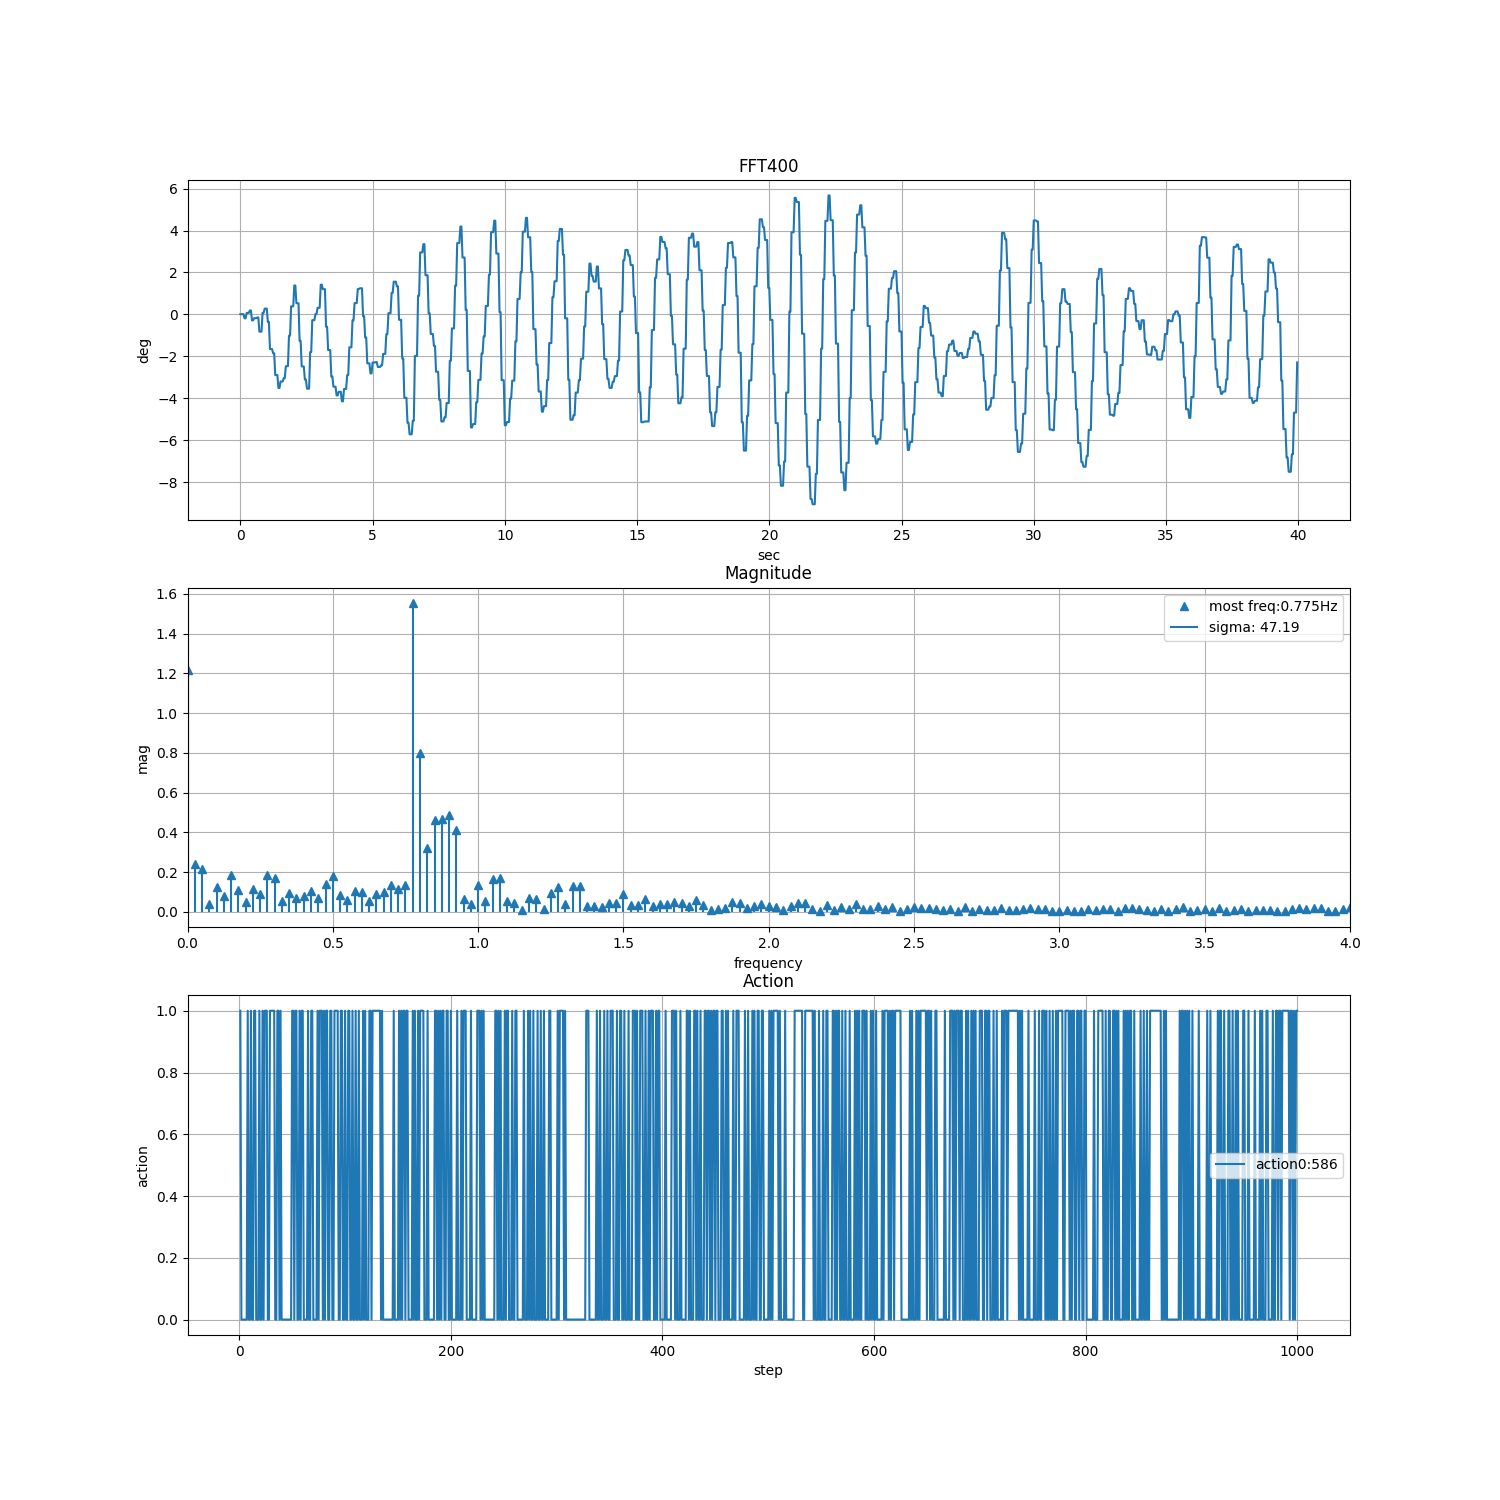 FFT400
6
4
2
0
−2
−4
−6
−8
deg
0 5 10 15 20 25 30 35 40
sec
Magnitude
1.6
1.4
1.2
1.0
0.8
0.6
0.4
0.2
0.0
mag
most freq:0.775Hz
sigma: 47.19
0.0 0.5 1.0 1.5 2.0 2.5 3.0 3.5 4.0
frequency
Action
1.0
0.8
0.6
0.4
0.2
0.0
action
action0:586
0 200 400 600 800 1000
step